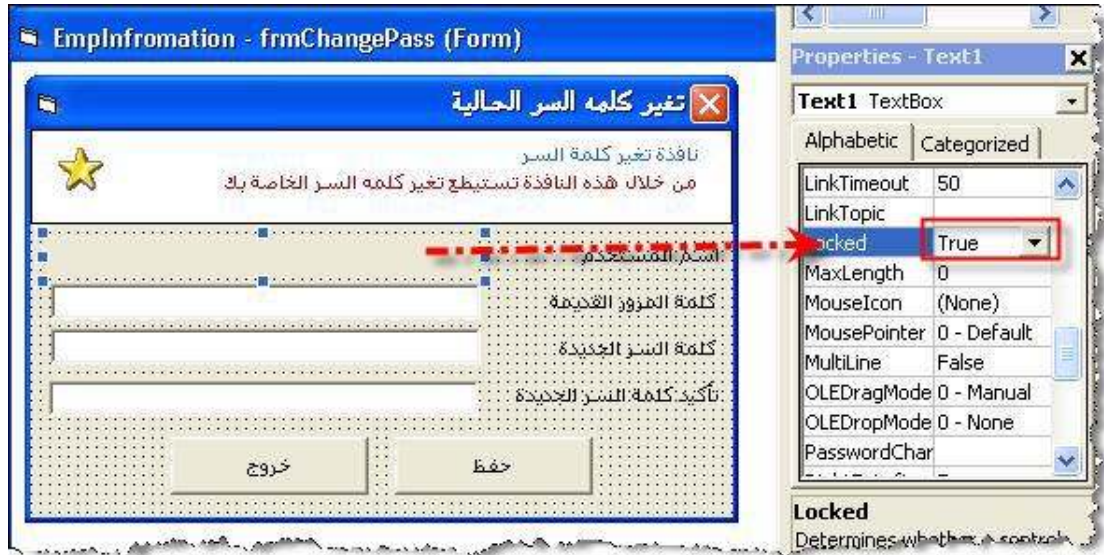 EmpInfromation - frmChangePass (Form)
تغير كلمه السر الحالية
نافذة تغير كلمة السر
من خلال هذه النافذة تستيطع تغير كلمه السر الخاصة بك
اسم المستخدم
كلمة المزور القديمة
كلمة السر الجديدة
تأكيد كلمة السر الجديدة
حفظ
خروج
Properties - Text1
Text1 TextBox
Alphabetic Categorized
LinkTimeout 50
LinkTopic
Locked True
MaxLength 0
MouseIcon (None)
MousePointer 0 - Default
MultiLine False
OLEDragMode 0 - Manual
OLEDropMode 0 - None
PasswordChar
Locked
Determines whether a control